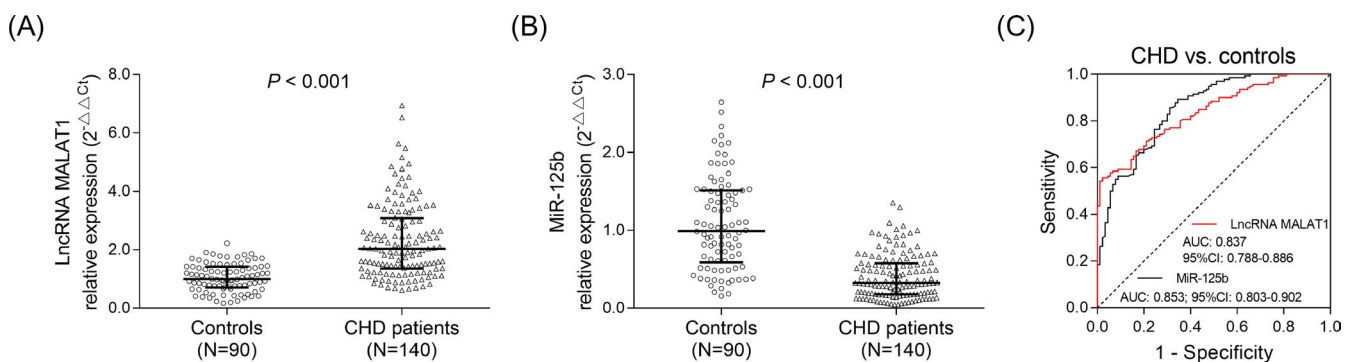 (A)
LncRNA MALAT1
relative expression (2^-△△Ct)
8.0
6.0
4.0
2.0
0.0
P < 0.001
Controls
(N=90)
CHD patients
(N=140)
(B)
MiR-125b
relative expression (2^-△△Ct)
3.0
2.0
1.0
0.0
P < 0.001
Controls
(N=90)
CHD patients
(N=140)
(C)
CHD vs. controls
Sensitivity
1.0
0.8
0.6
0.4
0.2
0.0
LncRNA MALAT1
AUC: 0.837
95%CI: 0.788-0.886
MiR-125b
AUC: 0.853; 95%CI: 0.803-0.902
0.0 0.2 0.4 0.6 0.8 1.0
1 - Specificity